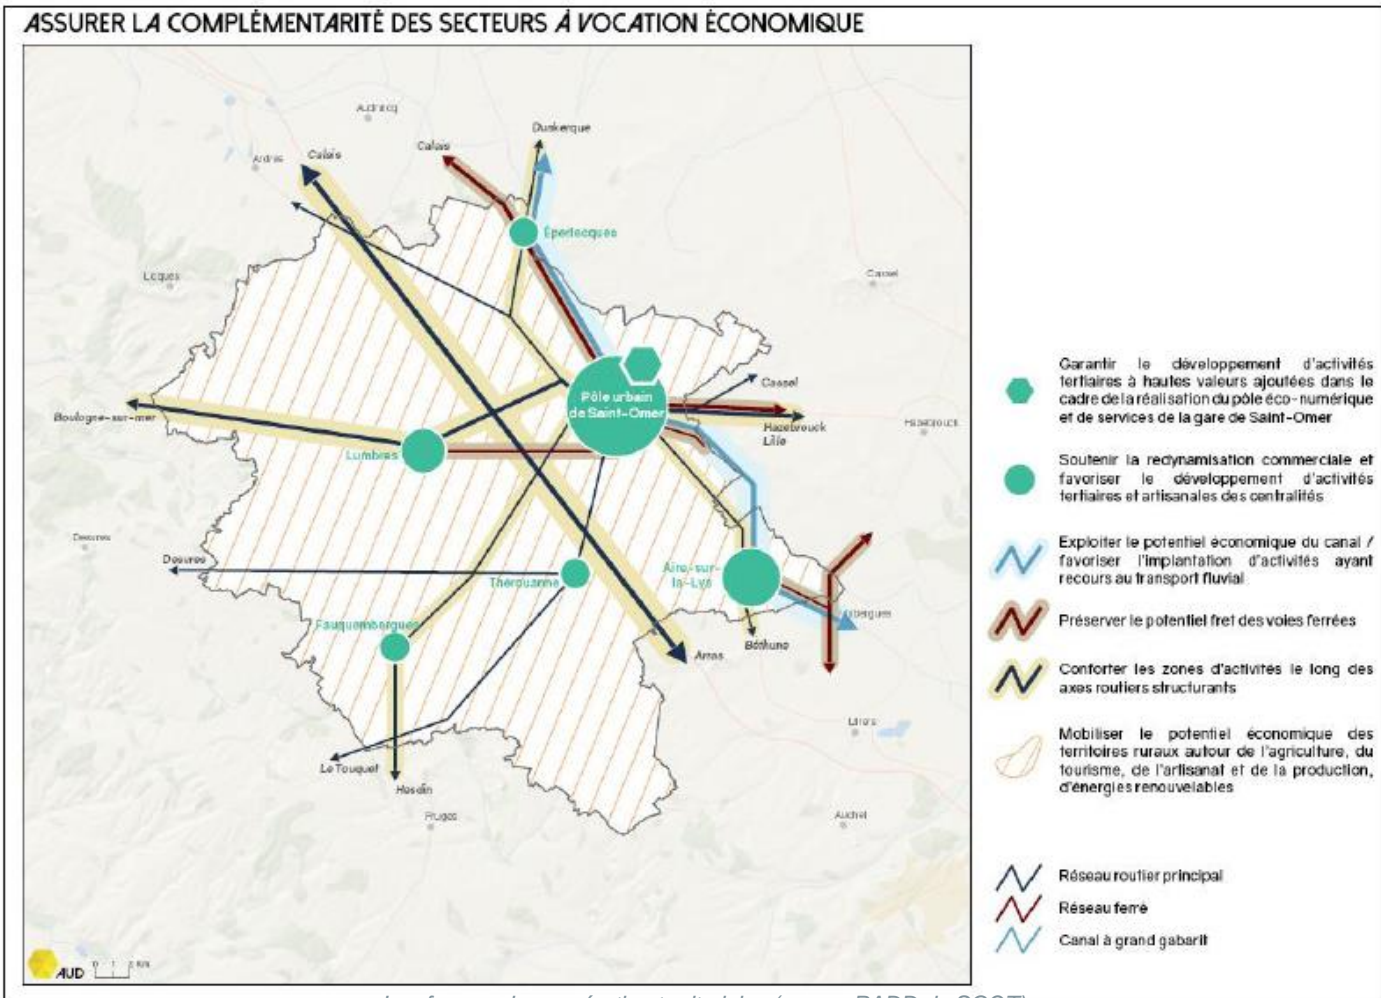 ASSURER LA COMPLÉMENTARITÉ DES SECTEURS À VOCATION ÉCONOMIQUE
Audruicq
Dunkerque
Calais
Calais
Ardres
Éperlecques
Licques
Cassel
Cassel
Pôle urbain
de Saint-Omer
Boulogne-sur-mer
Hazebrouck
Lille
Hazebrouck
Lumbres
Desvres
Desvres
Thérouanne
Aire-sur-
la-Lys
Fauquembergues
Isbergues
Béthune
Arras
Lillers
Le Touquet
Hesdin
Fruges
Auchel
AUD
Garantir le développement d'activités
tertiaires à hautes valeurs ajoutées dans le
cadre de la réalisation du pôle éco-numérique
et de services de la gare de Saint-Omer
Soutenir la redynamisation commerciale et
favoriser le développement d'activités
tertiaires et artisanales des centralités
Exploiter le potentiel économique du canal /
favoriser l'implantation d'activités ayant
recours au transport fluvial
Préserver le potentiel fret des voies ferrées
Conforter les zones d'activités le long des
axes routiers structurants
Mobiliser le potentiel économique des
territoires ruraux autour de l'agriculture, du
tourisme, de l'artisanat et de la production,
d'énergies renouvelables
Réseau routier principal
Réseau ferré
Canal à grand gabarit